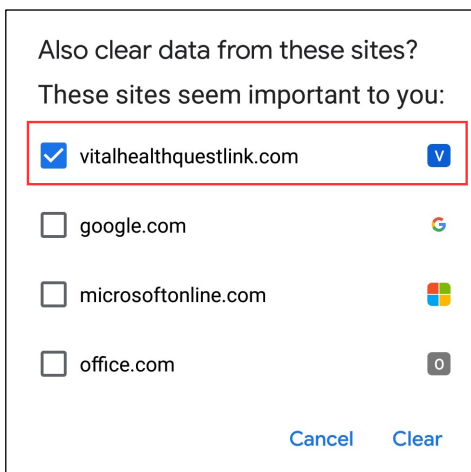 Also clear data from these sites?
These sites seem important to you:
vitalhealthquestlink.com V
google.com G
microsoftonline.com
office.com O
Cancel Clear